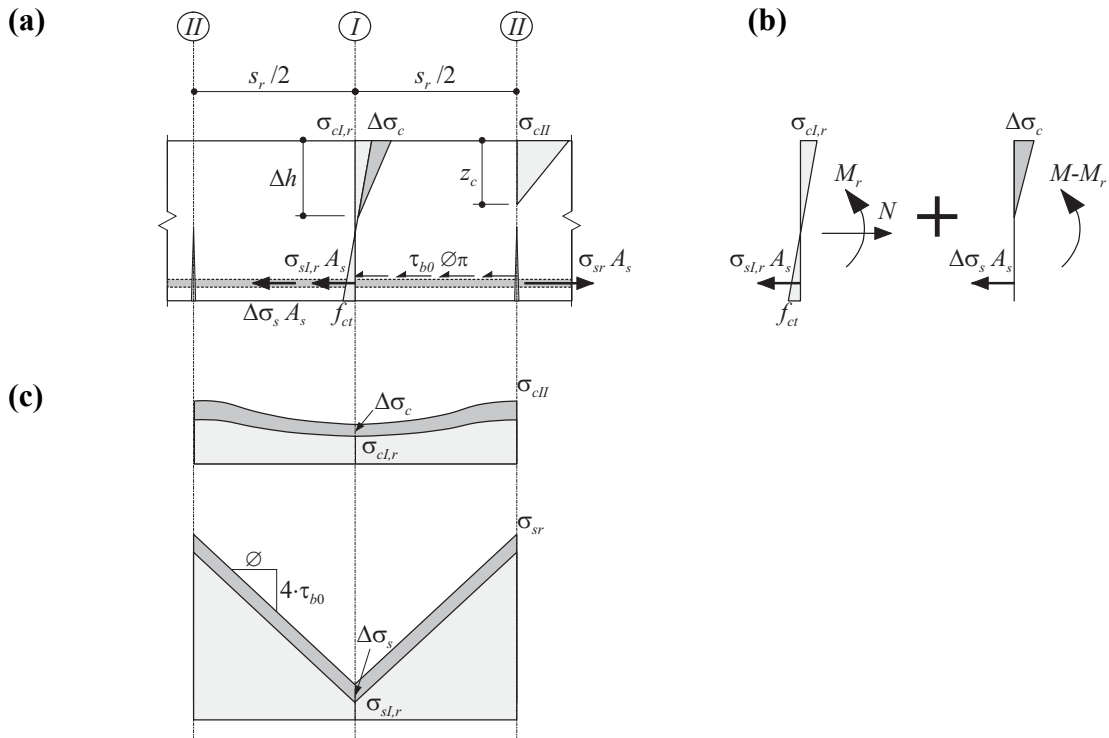 (a)
II
I
II
s_r /2
s_r /2
σ_cI,r Δσ_c
σ_cII
Δh
z_c
σ_sI,r A_s
τ_b0 ∅π
σ_sr A_s
Δσ_s A_s
f_ct
(b)
σ_cI,r
M_r
N
+
Δσ_c
M-M_r
σ_sI,r A_s
Δσ_s A_s
f_ct
(c)
σ_cII
Δσ_c
σ_cI,r
σ_sr
∅
4·τ_b0
Δσ_s
σ_sI,r